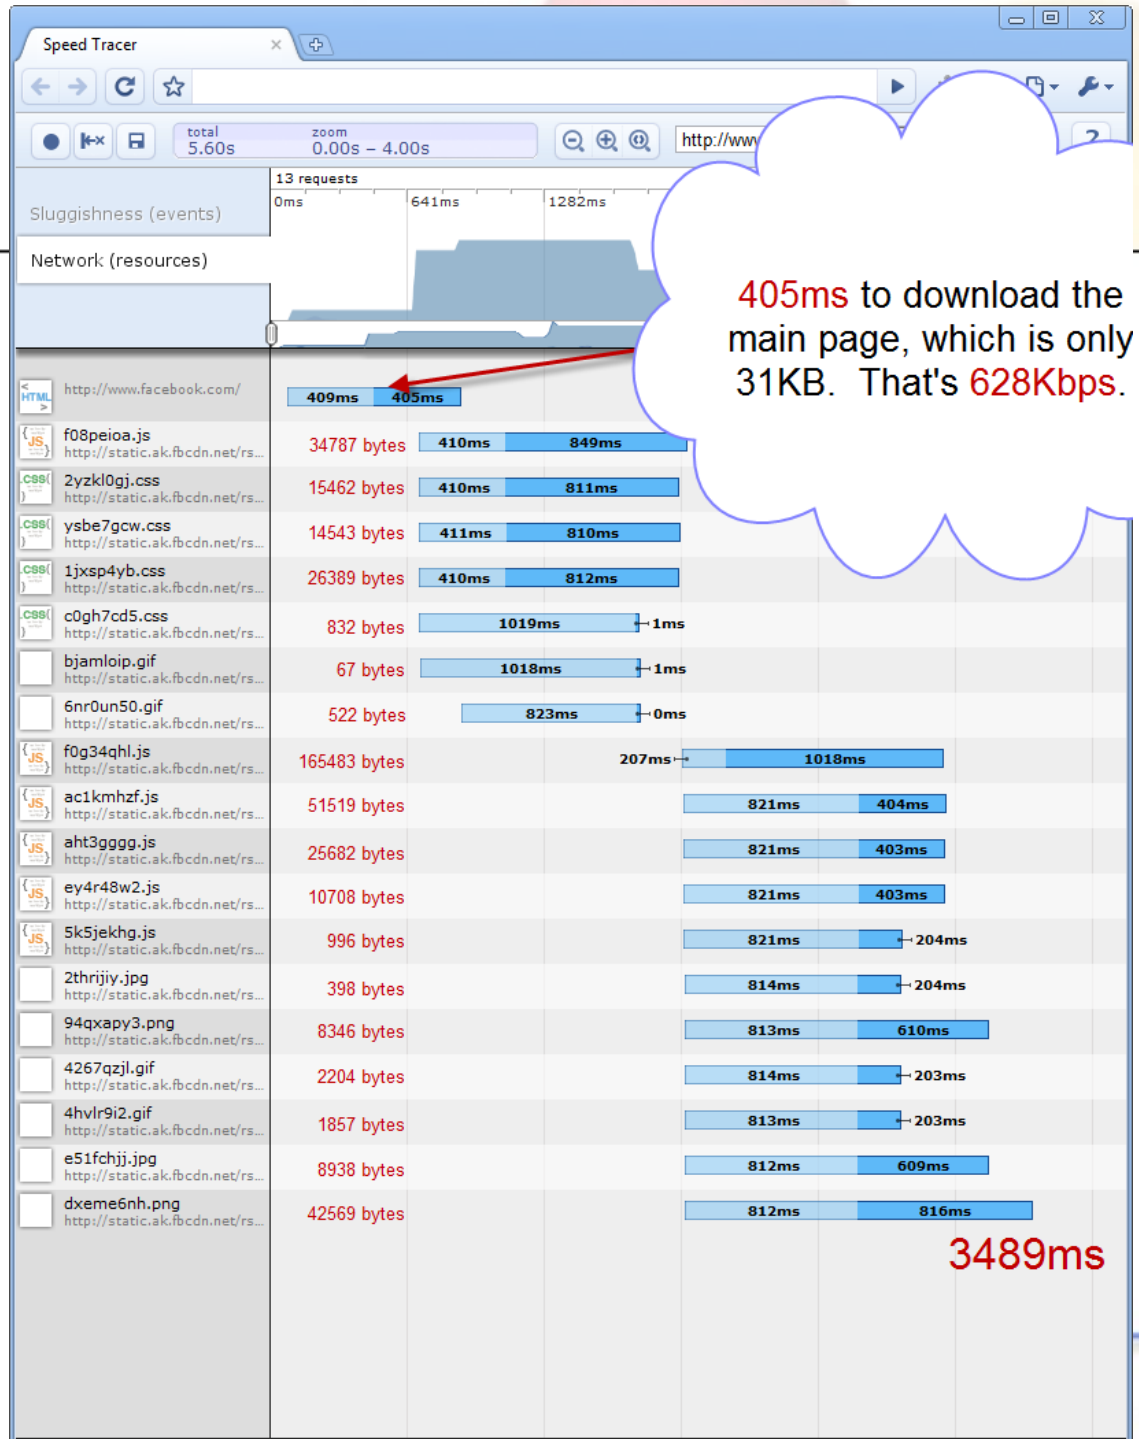 Speed Tracer
total
5.60s
zoom
0.00s – 4.00s
http://www
?
13 requests
0ms
641ms
1282ms
Sluggishness (events)
Network (resources)
405ms to download the
main page, which is only
31KB. That's 628Kbps.
< HTML >
http://www.facebook.com/
409ms 405ms
{ JS }
f08peioa.js
http://static.ak.fbcdn.net/rs...
34787 bytes 410ms 849ms
.CSS{ }
2yzkl0gj.css
http://static.ak.fbcdn.net/rs...
15462 bytes 410ms 811ms
.CSS{ }
ysbe7gcw.css
http://static.ak.fbcdn.net/rs...
14543 bytes 411ms 810ms
.CSS{ }
1jxsp4yb.css
http://static.ak.fbcdn.net/rs...
26389 bytes 410ms 812ms
.CSS{ }
c0gh7cd5.css
http://static.ak.fbcdn.net/rs...
832 bytes 1019ms 1ms
bjamloip.gif
http://static.ak.fbcdn.net/rs...
67 bytes 1018ms 1ms
6nr0un50.gif
http://static.ak.fbcdn.net/rs...
522 bytes 823ms 0ms
{ JS }
f0g34qhl.js
http://static.ak.fbcdn.net/rs...
165483 bytes 207ms 1018ms
{ JS }
ac1kmhzf.js
http://static.ak.fbcdn.net/rs...
51519 bytes 821ms 404ms
{ JS }
aht3gggg.js
http://static.ak.fbcdn.net/rs...
25682 bytes 821ms 403ms
{ JS }
ey4r48w2.js
http://static.ak.fbcdn.net/rs...
10708 bytes 821ms 403ms
{ JS }
5k5jekhg.js
http://static.ak.fbcdn.net/rs...
996 bytes 821ms 204ms
2thrijiy.jpg
http://static.ak.fbcdn.net/rs...
398 bytes 814ms 204ms
94qxapy3.png
http://static.ak.fbcdn.net/rs...
8346 bytes 813ms 610ms
4267qzjl.gif
http://static.ak.fbcdn.net/rs...
2204 bytes 814ms 203ms
4hvlr9i2.gif
http://static.ak.fbcdn.net/rs...
1857 bytes 813ms 203ms
e51fchjj.jpg
http://static.ak.fbcdn.net/rs...
8938 bytes 812ms 609ms
dxeme6nh.png
http://static.ak.fbcdn.net/rs...
42569 bytes 812ms 816ms
3489ms